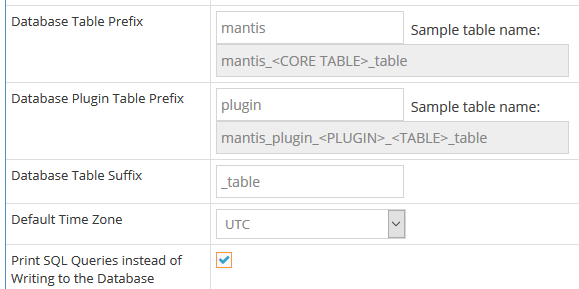 Database Table Prefix
mantis
Sample table name:
mantis_<CORE TABLE>_table
Database Plugin Table Prefix
plugin
Sample table name:
mantis_plugin_<PLUGIN>_<TABLE>_table
Database Table Suffix
_table
Default Time Zone
UTC
Print SQL Queries instead of
Writing to the Database